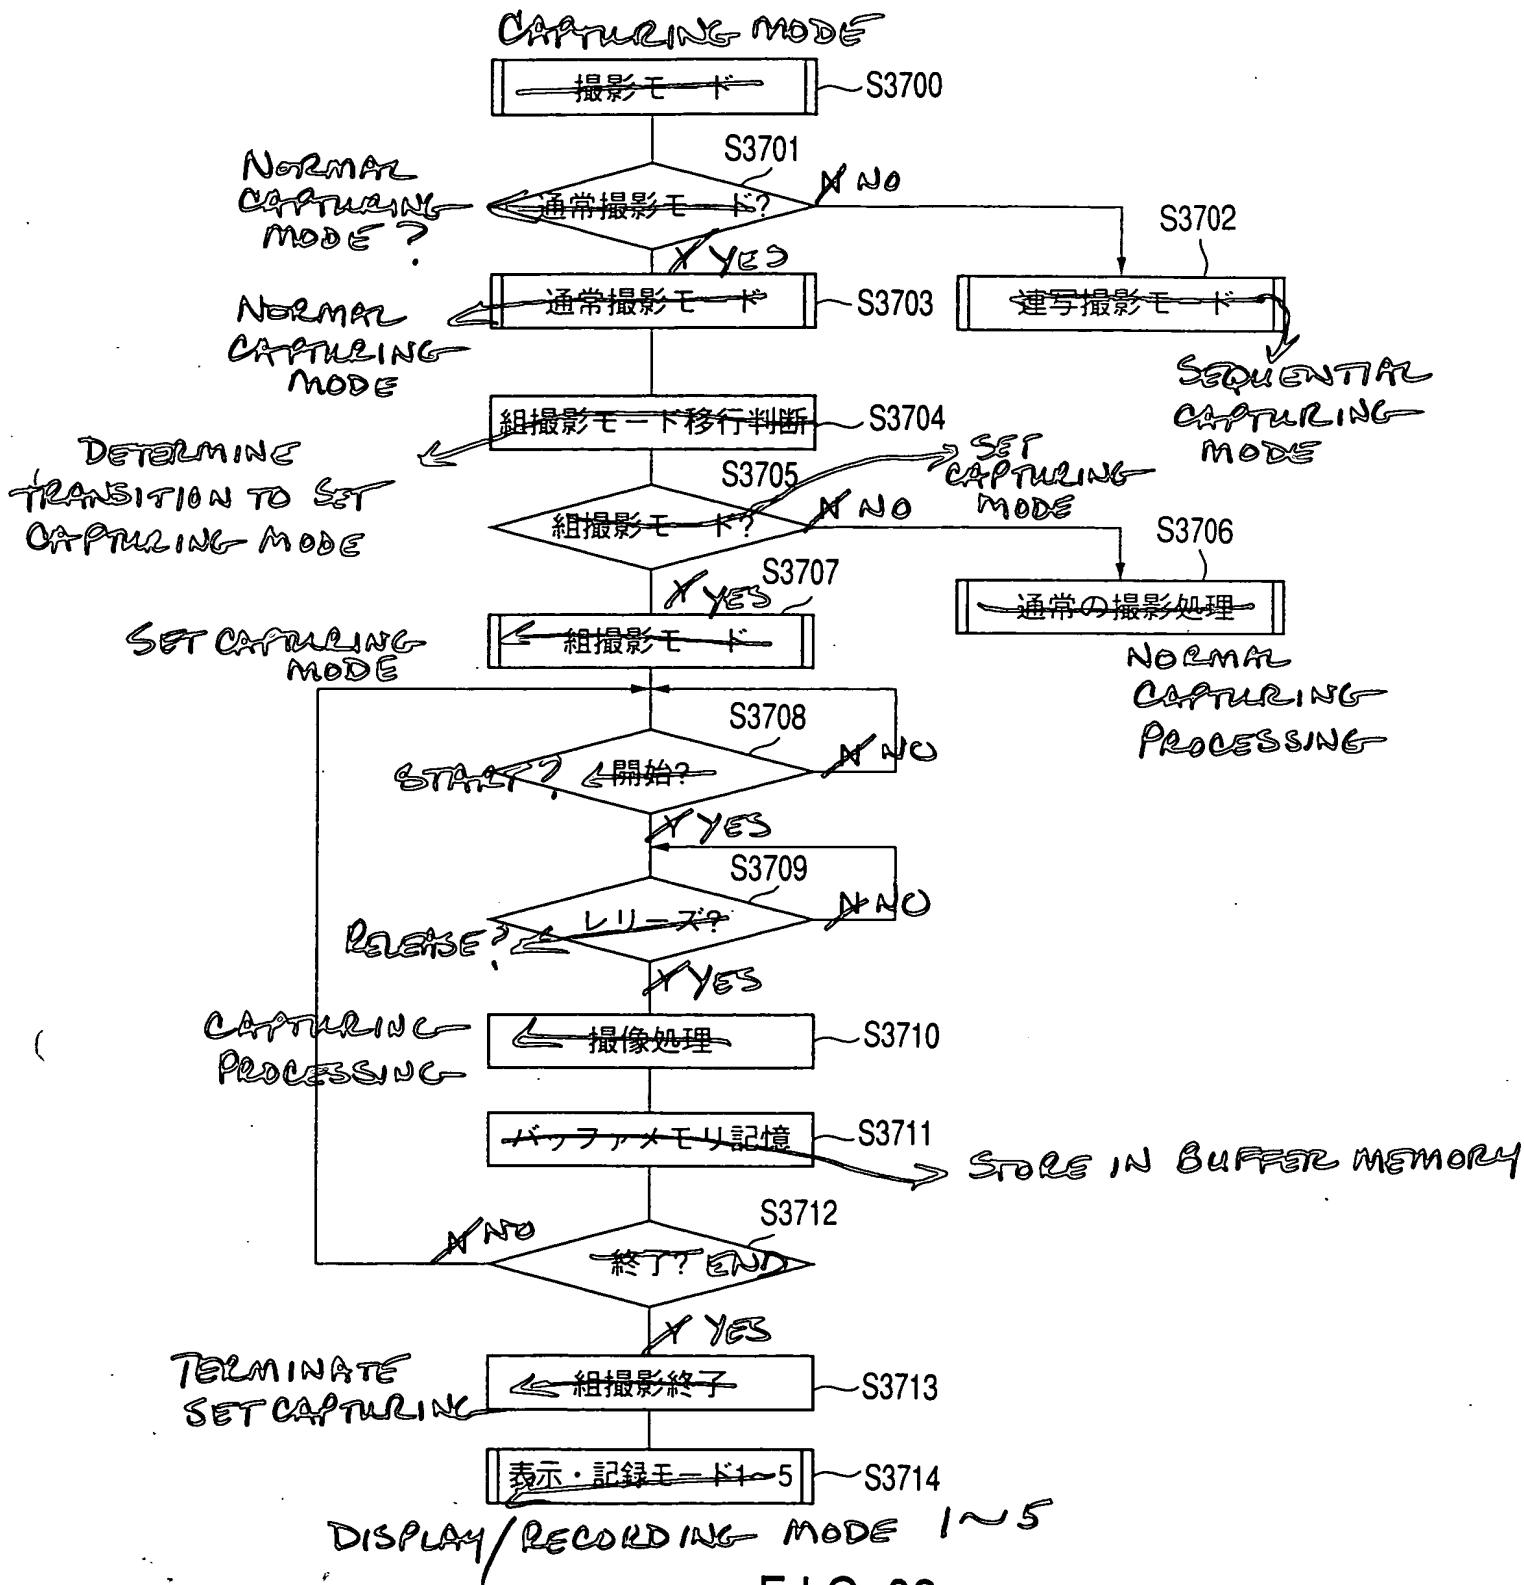 CAPTURING MODE
撮影モード
S3700
S3701
NORMAL
CAPTURING
MODE?
通常撮影モード?
N NO
S3702
Y YES
通常撮影モード
S3703
連写撮影モード
NORMAL
CAPTURING
MODE
SEQUENTIAL
CAPTURING
MODE
組撮影モード移行判断
S3704
DETERMINE
TRANSITION TO SET
CAPTURING MODE
S3705
SET
CAPTURING
MODE
組撮影モード?
N NO
S3706
Y YES
S3707
通常の撮影処理
SET CAPTURING
MODE
組撮影モード
NORMAL
CAPTURING
PROCESSING
S3708
START?
開始?
N NO
Y YES
S3709
レリーズ?
N NO
RELEASE?
Y YES
CAPTURING
PROCESSING
撮像処理
S3710
バッファメモリ記憶
S3711
STORE IN BUFFER MEMORY
S3712
N NO
終了? END
Y YES
TERMINATE
SET CAPTURING
組撮影終了
S3713
表示・記録モード1~5
S3714
DISPLAY/RECORDING MODE 1~5